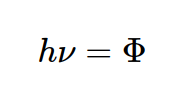 hν = Φ